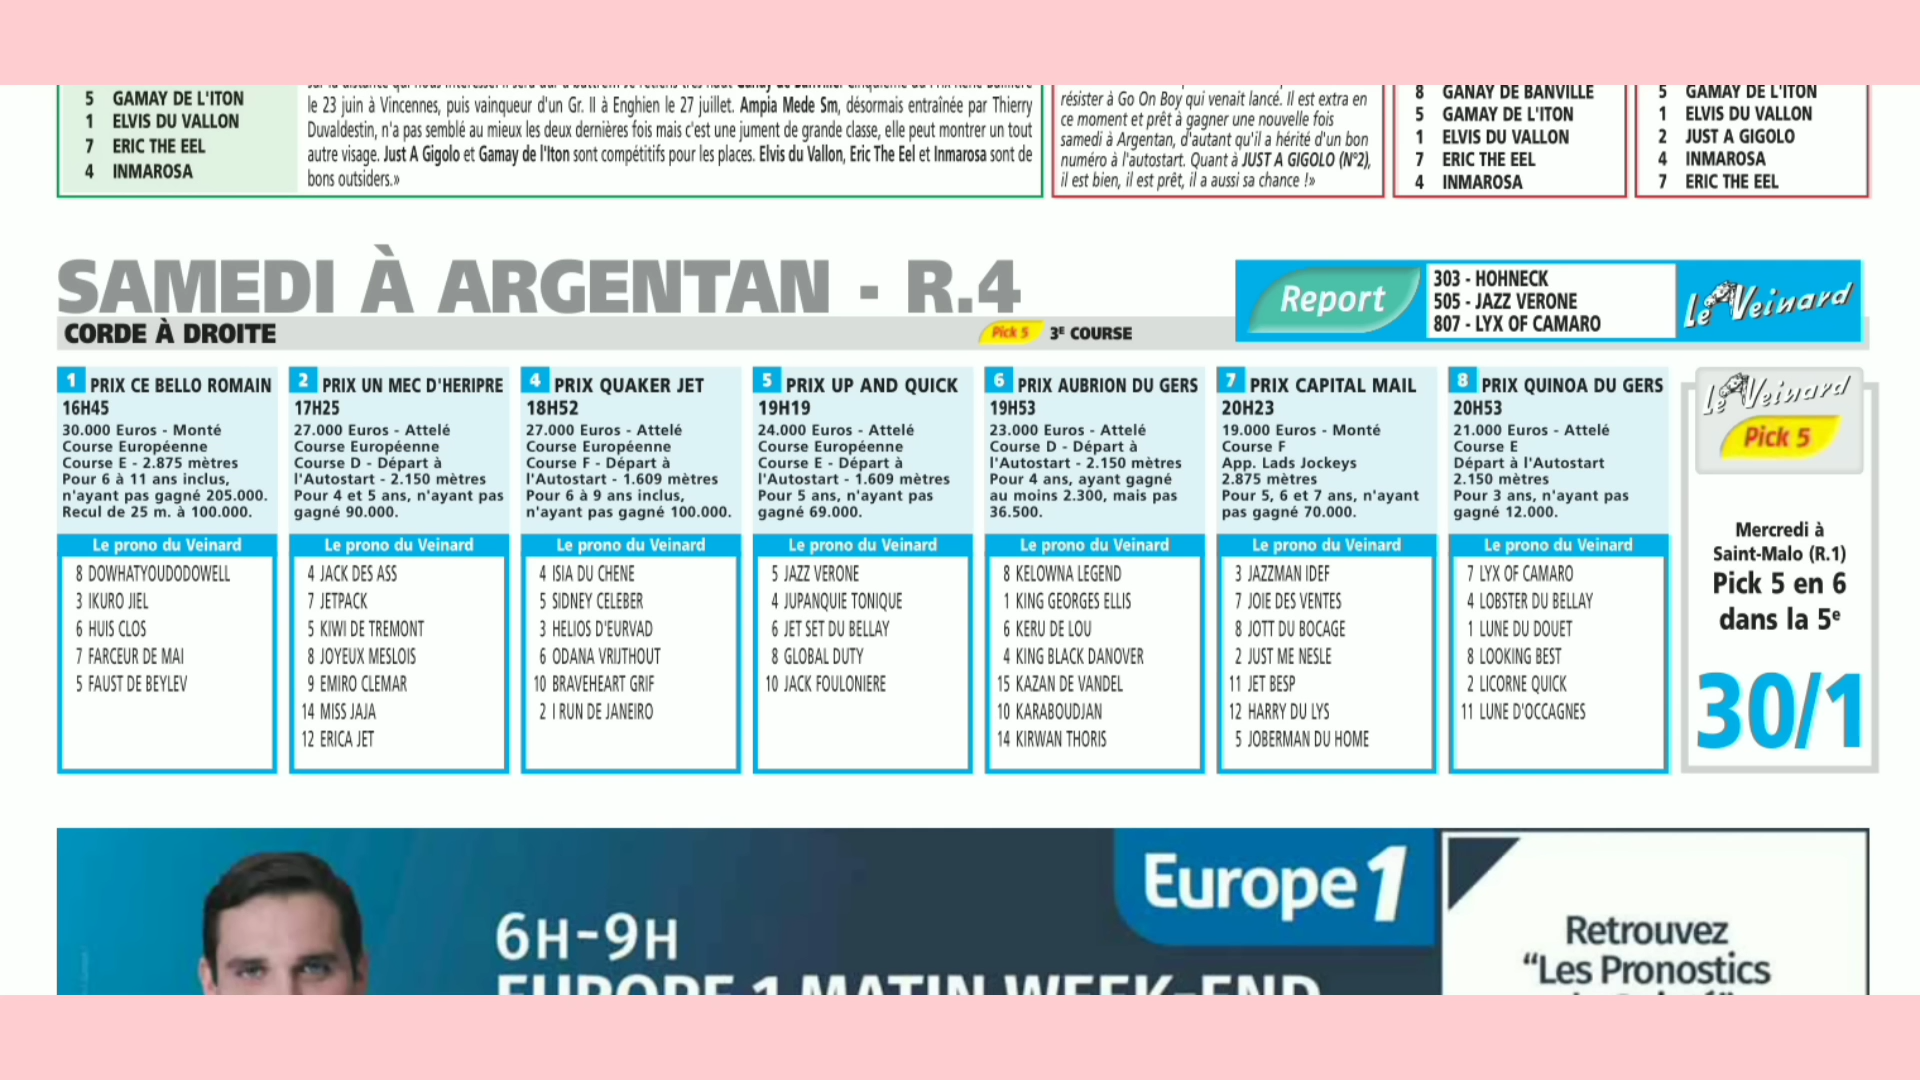 5 GAMAY DE L'ITON
1 ELVIS DU VALLON
7 ERIC THE EEL
4 INMAROSA
le 23 juin à Vincennes, puis vainqueur d'un Gr. II à Enghien le 27 juillet. Ampia Mede Sm, désormais entraînée par Thierry
Duvaldestin, n'a pas semblé au mieux les deux dernières fois mais c'est une jument de grande classe, elle peut montrer un tout
autre visage. Just A Gigolo et Gamay de l'Iton sont compétitifs pour les places. Elvis du Vallon, Eric The Eel et Inmarosa sont de
bons outsiders.»
résister à Go On Boy qui venait lancé. Il est extra en
ce moment et prêt à gagner une nouvelle fois
samedi à Argentan, d'autant qu'il a hérité d'un bon
numéro à l'autostart. Quant à JUST A GIGOLO (N°2),
il est bien, il est prêt, il a aussi sa chance !»
8 GANAY DE BANVILLE
5 GAMAY DE L'ITON
1 ELVIS DU VALLON
7 ERIC THE EEL
4 INMAROSA
5 GAMAY DE L'ITON
1 ELVIS DU VALLON
2 JUST A GIGOLO
4 INMAROSA
7 ERIC THE EEL
SAMEDI À ARGENTAN - R.4
CORDE À DROITE
Pick 5 3E COURSE
Report
303 - HOHNECK
505 - JAZZ VERONE
807 - LYX OF CAMARO
Le Veinard
1 PRIX CE BELLO ROMAIN
16H45
30.000 Euros - Monté
Course Européenne
Course E - 2.875 mètres
Pour 6 à 11 ans inclus,
n'ayant pas gagné 205.000.
Recul de 25 m. à 100.000.
Le prono du Veinard
8 DOWHATYOUDODOWELL
3 IKURO JIEL
6 HUIS CLOS
7 FARCEUR DE MAI
5 FAUST DE BEYLEV
2 PRIX UN MEC D'HERIPRE
17H25
27.000 Euros - Attelé
Course Européenne
Course D - Départ à
l'Autostart - 2.150 mètres
Pour 4 et 5 ans, n'ayant pas
gagné 90.000.
Le prono du Veinard
4 JACK DES ASS
7 JETPACK
5 KIWI DE TREMONT
8 JOYEUX MESLOIS
9 EMIRO CLEMAR
14 MISS JAJA
12 ERICA JET
4 PRIX QUAKER JET
18H52
27.000 Euros - Attelé
Course Européenne
Course F - Départ à
l'Autostart - 1.609 mètres
Pour 6 à 9 ans inclus,
n'ayant pas gagné 100.000.
Le prono du Veinard
4 ISIA DU CHENE
5 SIDNEY CELEBER
3 HELIOS D'EURVAD
6 ODANA VRIJTHOUT
10 BRAVEHEART GRIF
2 I RUN DE JANEIRO
5 PRIX UP AND QUICK
19H19
24.000 Euros - Attelé
Course Européenne
Course E - Départ à
l'Autostart - 1.609 mètres
Pour 5 ans, n'ayant pas
gagné 69.000.
Le prono du Veinard
5 JAZZ VERONE
4 JUPANQUIE TONIQUE
6 JET SET DU BELLAY
8 GLOBAL DUTY
10 JACK FOULONIERE
6 PRIX AUBRION DU GERS
19H53
23.000 Euros - Attelé
Course D - Départ à
l'Autostart - 2.150 mètres
Pour 4 ans, ayant gagné
au moins 2.300, mais pas
36.500.
Le prono du Veinard
8 KELOWNA LEGEND
1 KING GEORGES ELLIS
6 KERU DE LOU
4 KING BLACK DANOVER
15 KAZAN DE VANDEL
10 KARABOUDJAN
14 KIRWAN THORIS
7 PRIX CAPITAL MAIL
20H23
19.000 Euros - Monté
Course F
App. Lads Jockeys
2.875 mètres
Pour 5, 6 et 7 ans, n'ayant
pas gagné 70.000.
Le prono du Veinard
3 JAZZMAN IDEF
7 JOIE DES VENTES
8 JOTT DU BOCAGE
2 JUST ME NESLE
11 JET BESP
12 HARRY DU LYS
5 JOBERMAN DU HOME
8 PRIX QUINOA DU GERS
20H53
21.000 Euros - Attelé
Course E
Départ à l'Autostart
2.150 mètres
Pour 3 ans, n'ayant pas
gagné 12.000.
Le prono du Veinard
7 LYX OF CAMARO
4 LOBSTER DU BELLAY
1 LUNE DU DOUET
8 LOOKING BEST
2 LICORNE QUICK
11 LUNE D'OCCAGNES
Le Veinard
Pick 5
Mercredi à
Saint-Malo (R.1)
Pick 5 en 6
dans la 5e
30/1
Europe 1
6H-9H
EUROPE 1 MATIN WEEK-END
Retrouvez
“Les Pronostics